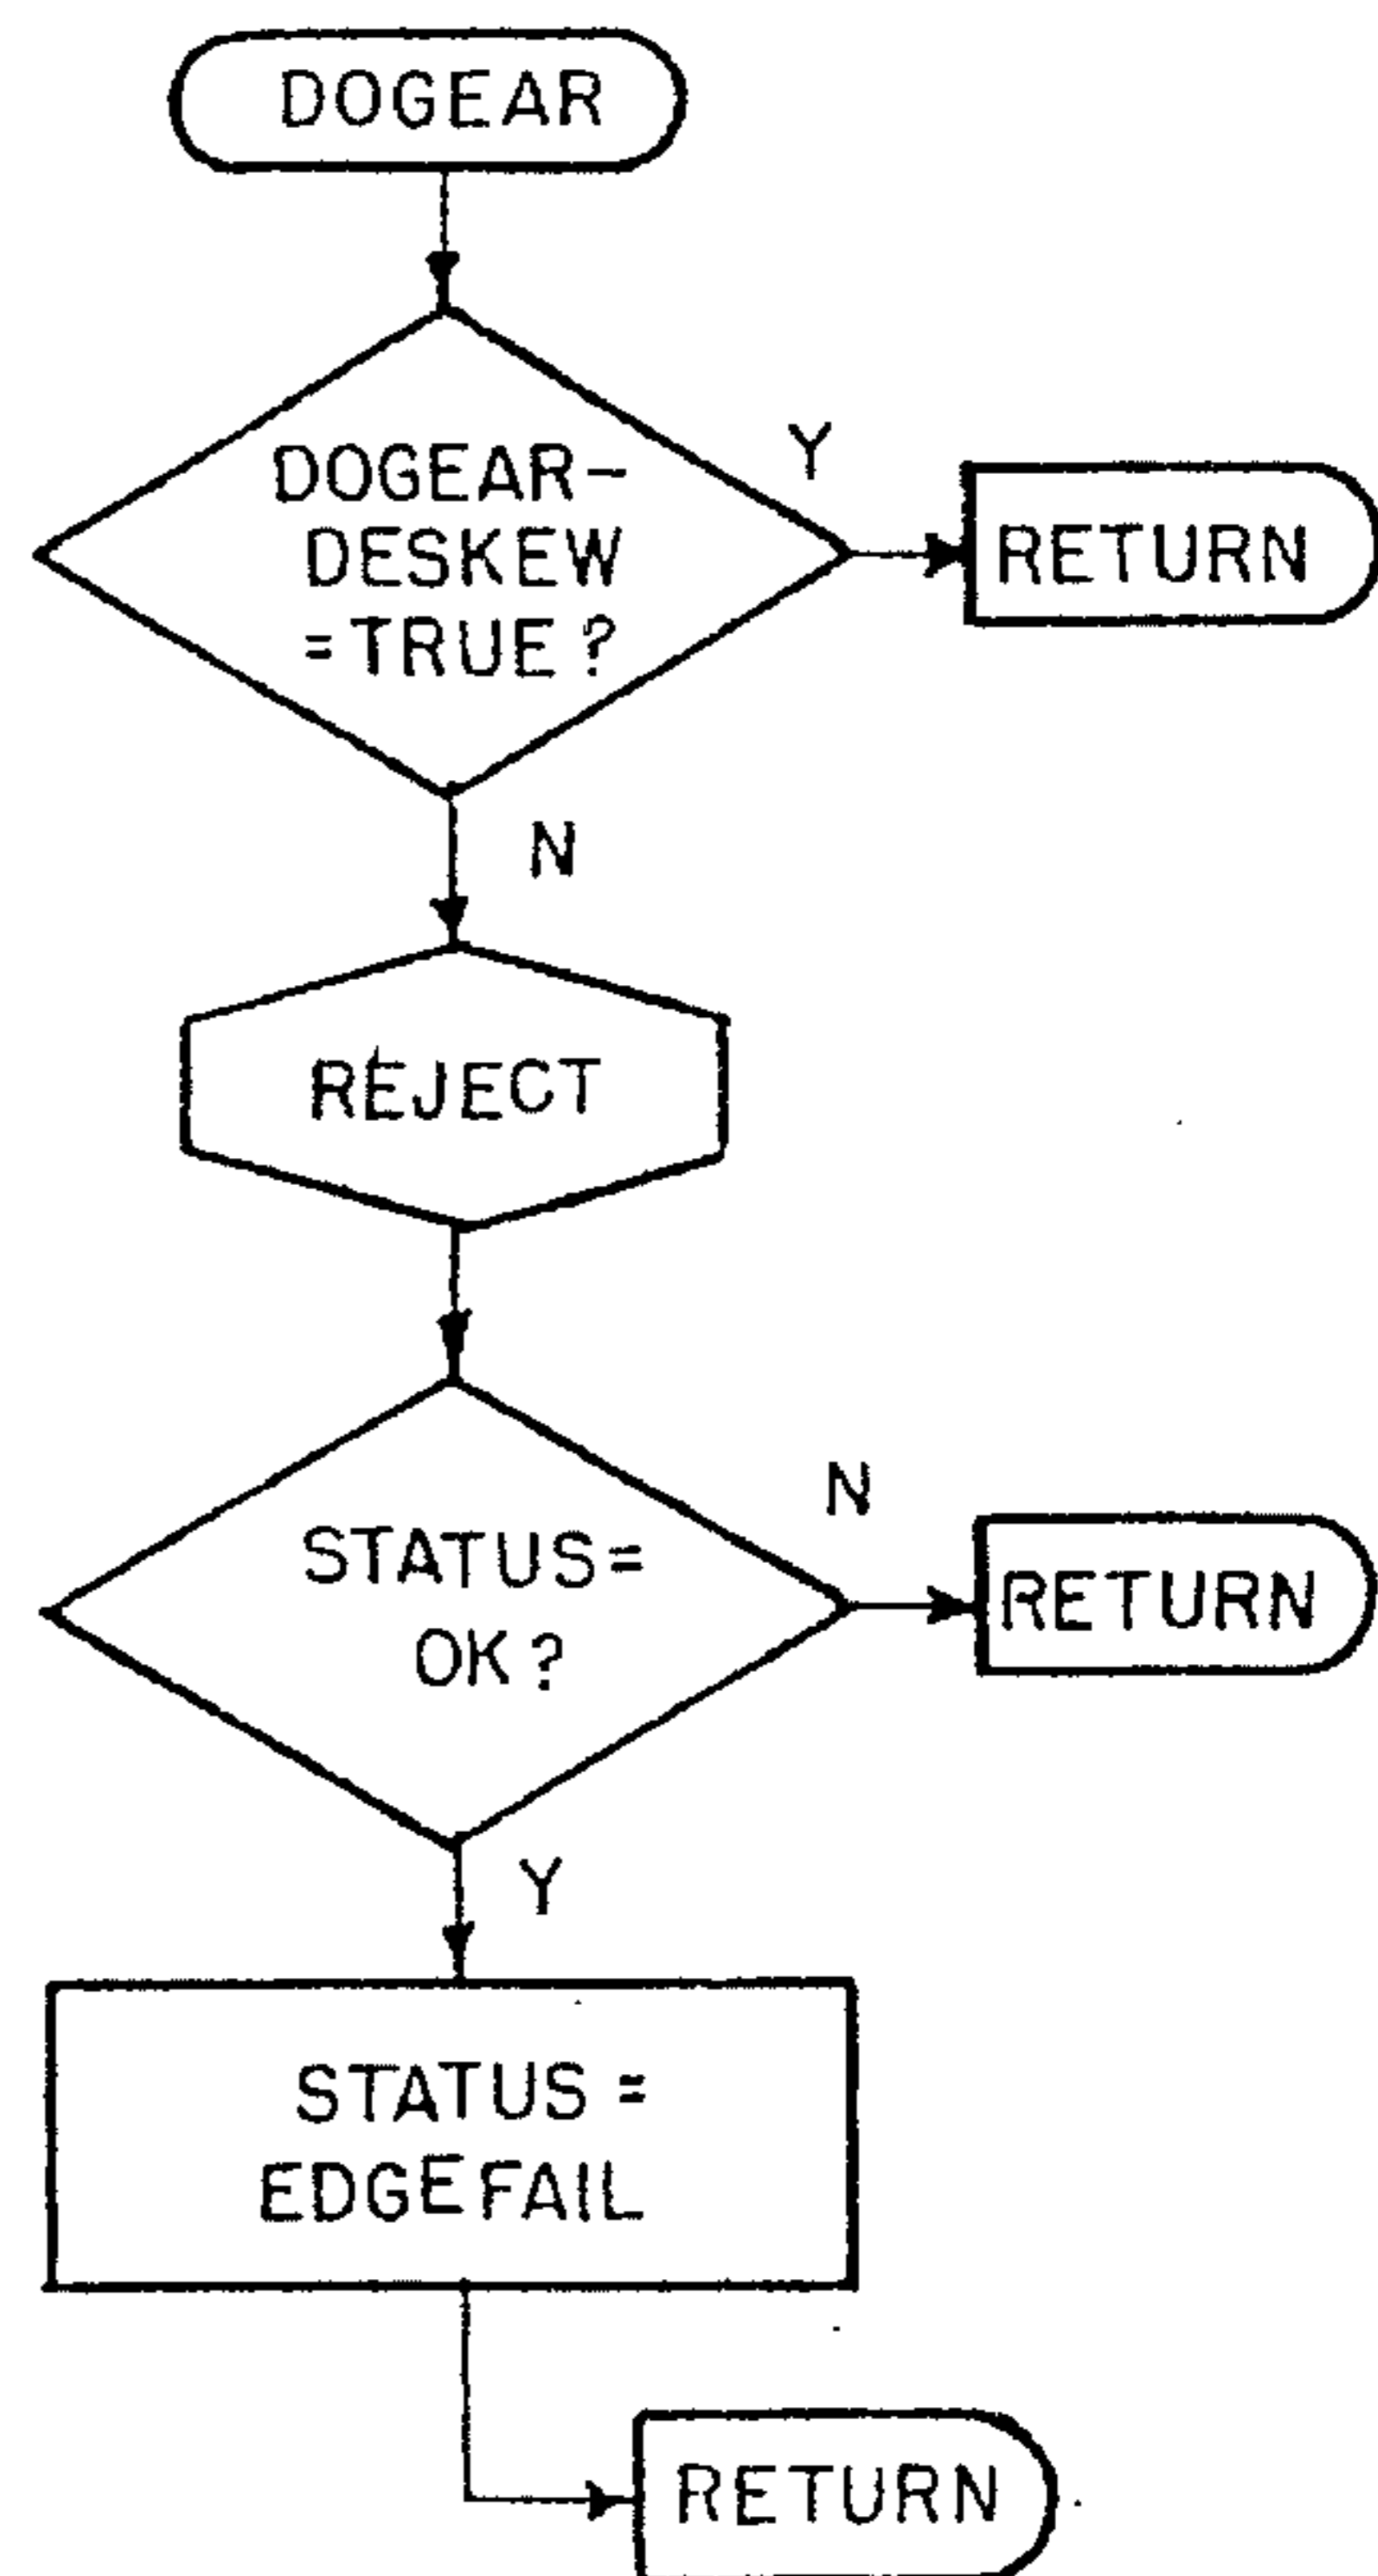 DOGEAR
DOGEAR-
DESKEW
=TRUE?
Y
RETURN
N
REJECT
STATUS=
OK?
N
RETURN
Y
STATUS=
EDGEFAIL
RETURN